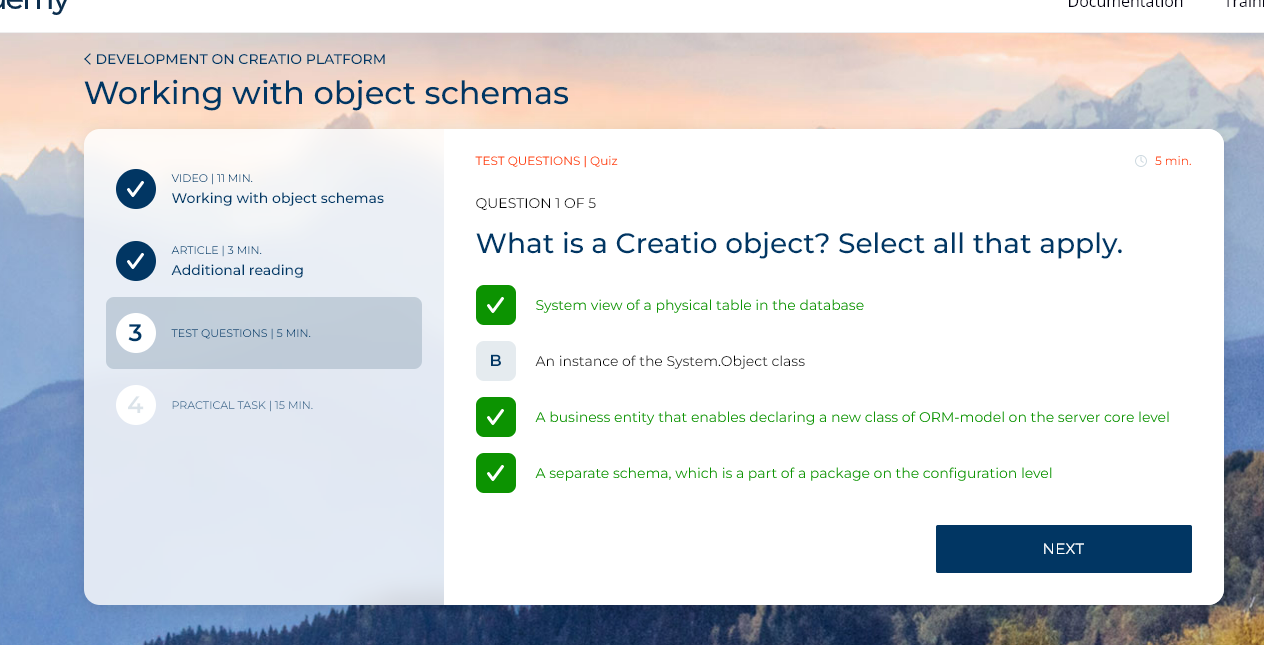 Documentation
DEVELOPMENT ON CREATIO PLATFORM
Working with object schemas
VIDEO | 11 MIN.
Working with object schemas
ARTICLE | 3 MIN.
Additional reading
3
TEST QUESTIONS | 5 MIN.
4
PRACTICAL TASK | 15 MIN.
TEST QUESTIONS | Quiz
5 min.
QUESTION 1 OF 5
What is a Creatio object? Select all that apply.
System view of a physical table in the database
B An instance of the System.Object class
A business entity that enables declaring a new class of ORM-model on the server core level
A separate schema, which is a part of a package on the configuration level
NEXT